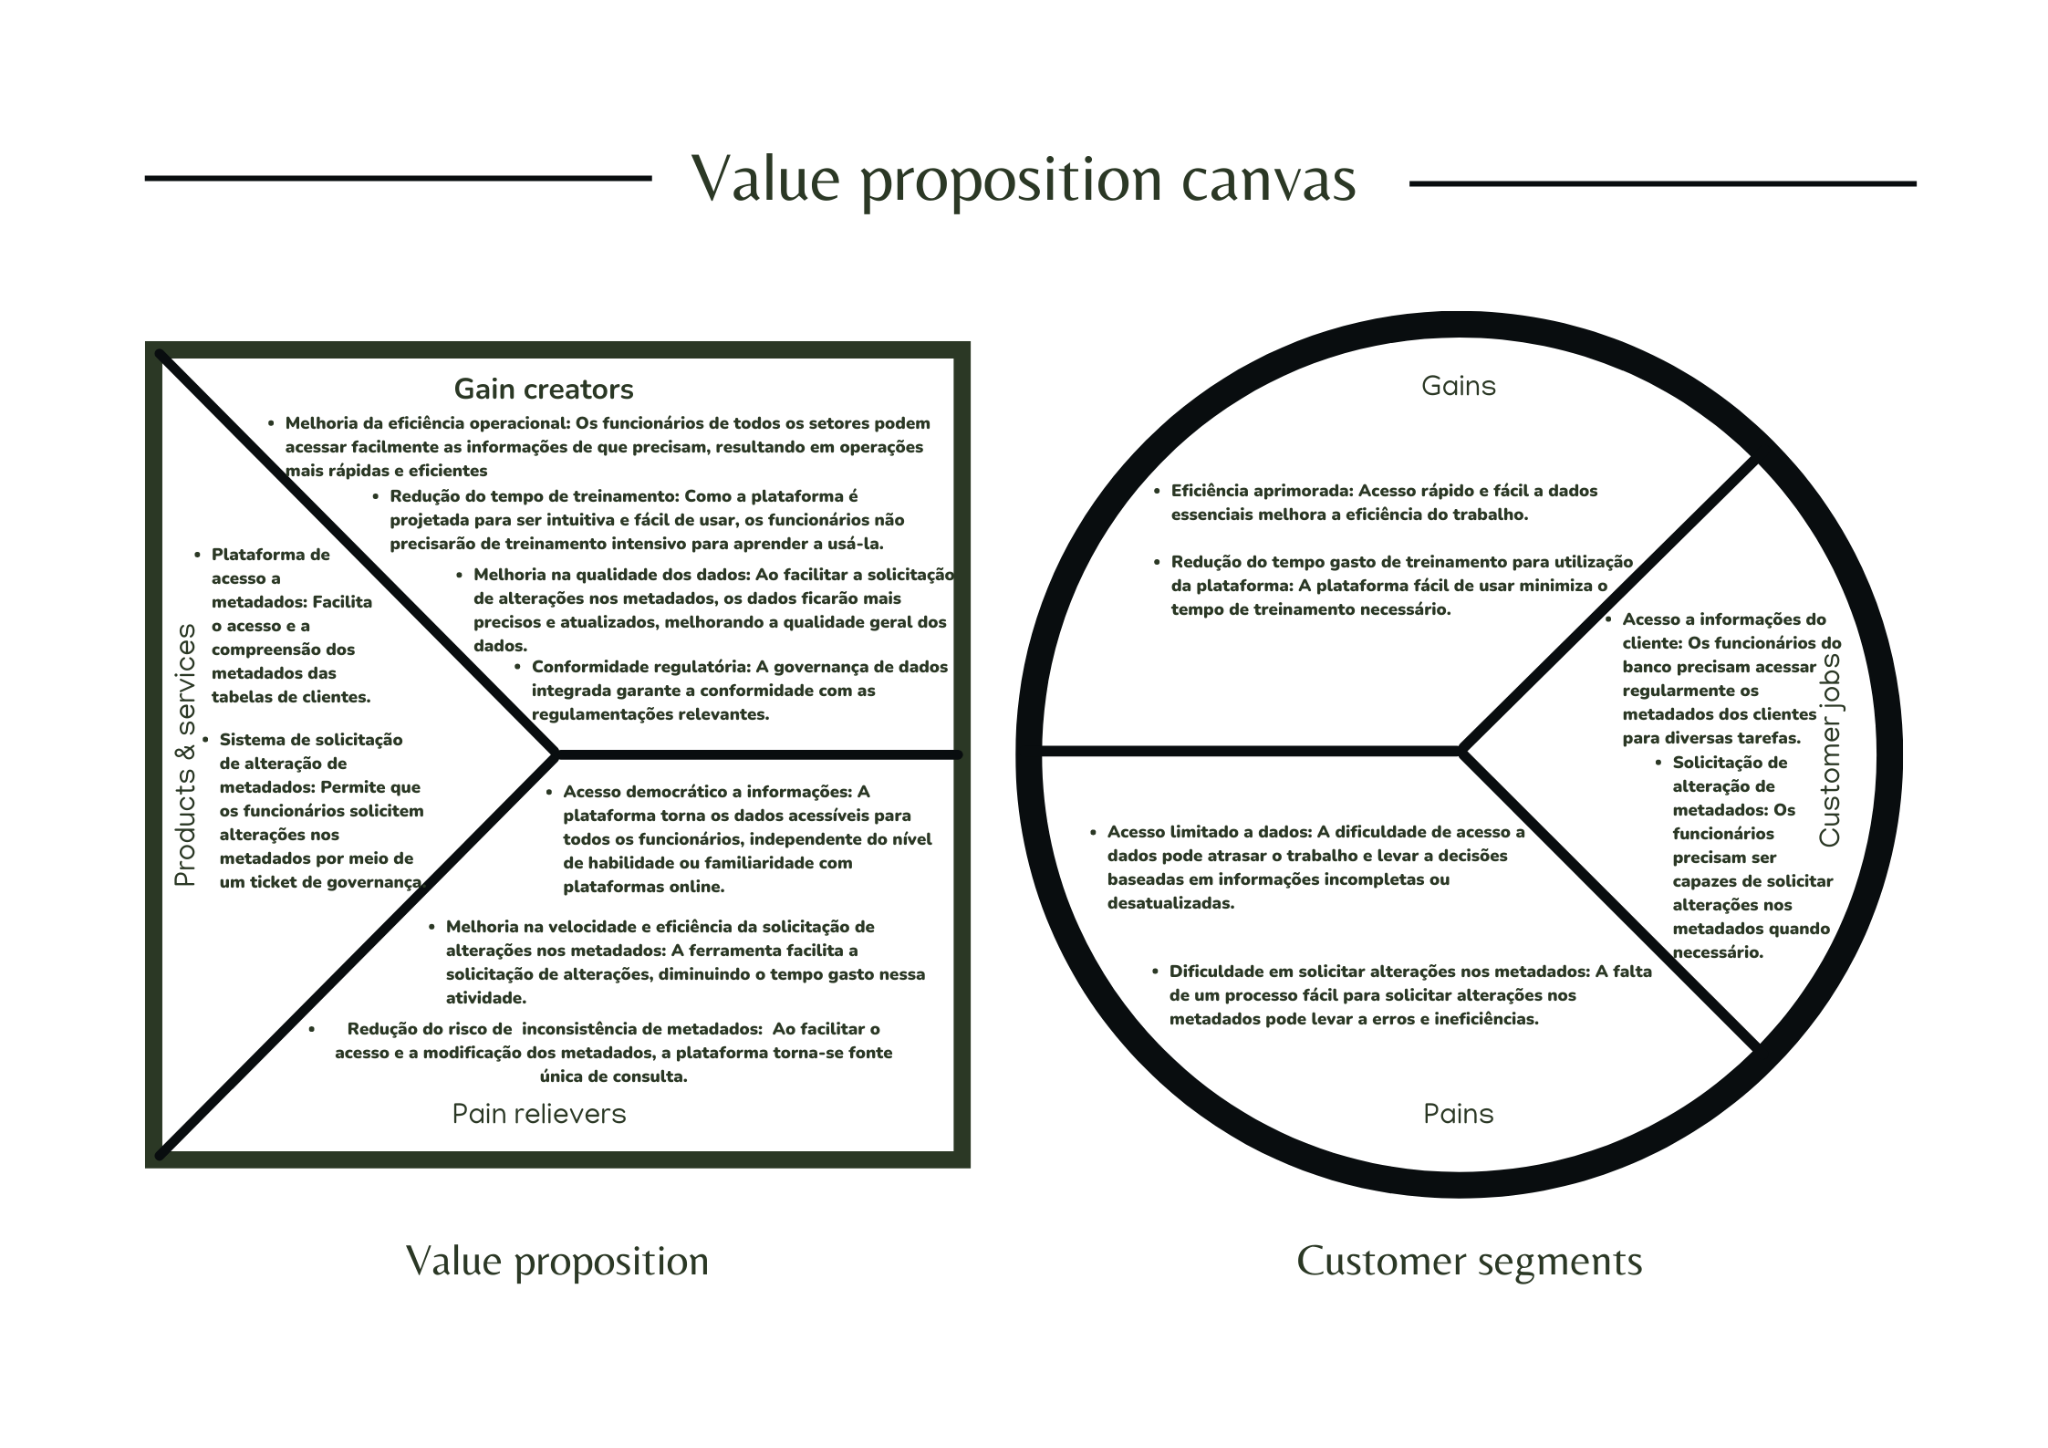 Value proposition canvas
Gain creators
• Melhoria da eficiência operacional: Os funcionários de todos os setores podem
acessar facilmente as informações de que precisam, resultando em operações
mais rápidas e eficientes
• Redução do tempo de treinamento: Como a plataforma é
projetada para ser intuitiva e fácil de usar, os funcionários não
precisarão de treinamento intensivo para aprender a usá-la.
• Melhoria na qualidade dos dados: Ao facilitar a solicitação
de alterações nos metadados, os dados ficarão mais
precisos e atualizados, melhorando a qualidade geral dos
dados.
• Conformidade regulatória: A governança de dados
integrada garante a conformidade com as
regulamentações relevantes.
Products & services
• Plataforma de
acesso a
metadados: Facilita
o acesso e a
compreensão dos
metadados das
tabelas de clientes.
• Sistema de solicitação
de alteração de
metadados: Permite que
os funcionários solicitem
alterações nos
metadados por meio de
um ticket de governança.
• Acesso democrático a informações: A
plataforma torna os dados acessíveis para
todos os funcionários, independente do nível
de habilidade ou familiaridade com
plataformas online.
• Melhoria na velocidade e eficiência da solicitação de
alterações nos metadados: A ferramenta facilita a
solicitação de alterações, diminuindo o tempo gasto nessa
atividade.
• Redução do risco de  inconsistência de metadados:  Ao facilitar o
acesso e a modificação dos metadados, a plataforma torna-se fonte
única de consulta.
Pain relievers
Value proposition
Gains
• Eficiência aprimorada: Acesso rápido e fácil a dados
essenciais melhora a eficiência do trabalho.
• Redução do tempo gasto de treinamento para utilização
da plataforma: A plataforma fácil de usar minimiza o
tempo de treinamento necessário.
• Acesso a informações do
cliente: Os funcionários do
banco precisam acessar
regularmente os
metadados dos clientes
para diversas tarefas.
• Solicitação de
alteração de
metadados: Os
funcionários
precisam ser
capazes de solicitar
alterações nos
metadados quando
necessário.
Customer jobs
• Acesso limitado a dados: A dificuldade de acesso a
dados pode atrasar o trabalho e levar a decisões
baseadas em informações incompletas ou
desatualizadas.
• Dificuldade em solicitar alterações nos metadados: A falta
de um processo fácil para solicitar alterações nos
metadados pode levar a erros e ineficiências.
Pains
Customer segments